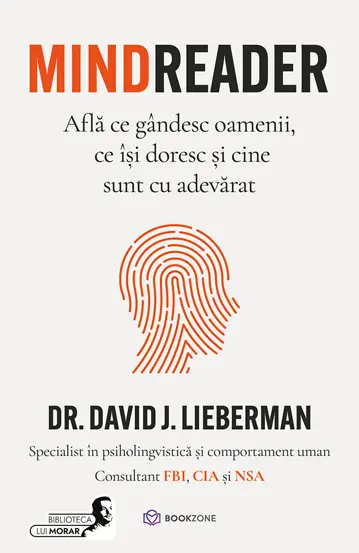 MINDREADER
Află ce gândesc oamenii,
ce își doresc și cine
sunt cu adevărat
DR. DAVID J. LIEBERMAN
Specialist în psiholingvistică și comportament uman
Consultant FBI, CIA și NSA
BIBLIOTECA
LUI MORAR
BOOKZONE